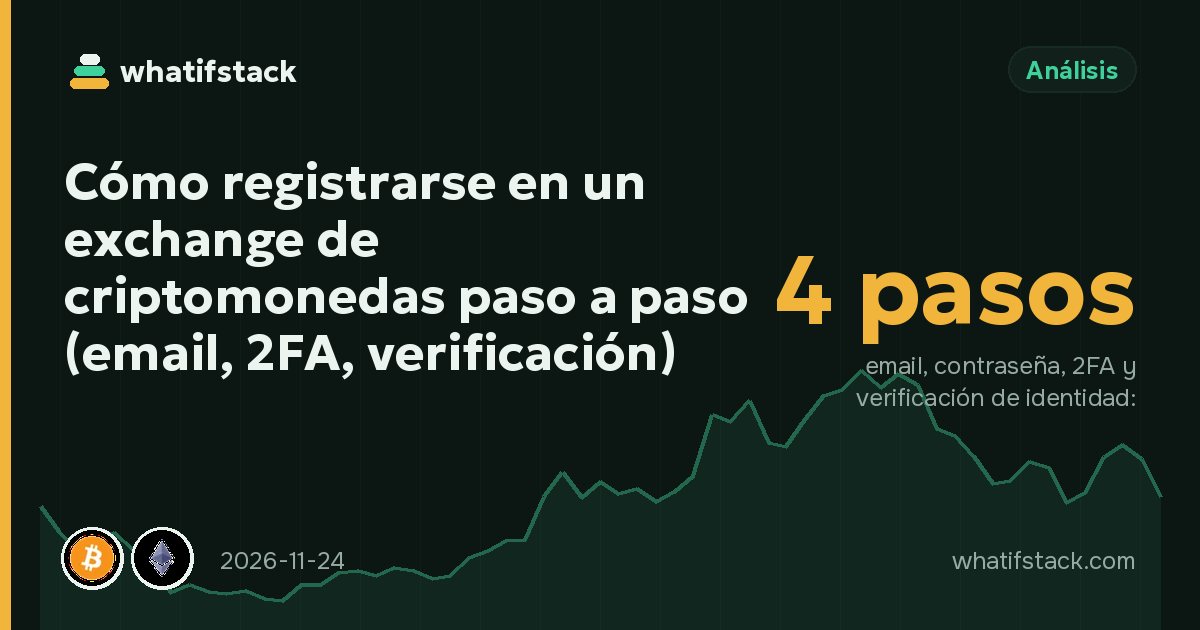 whatifstack
Análisis
Cómo registrarse en un
exchange de
criptomonedas paso a paso
(email, 2FA, verificación)
4 pasos
email, contraseña, 2FA y
verificación de identidad:
2026-11-24
whatifstack.com